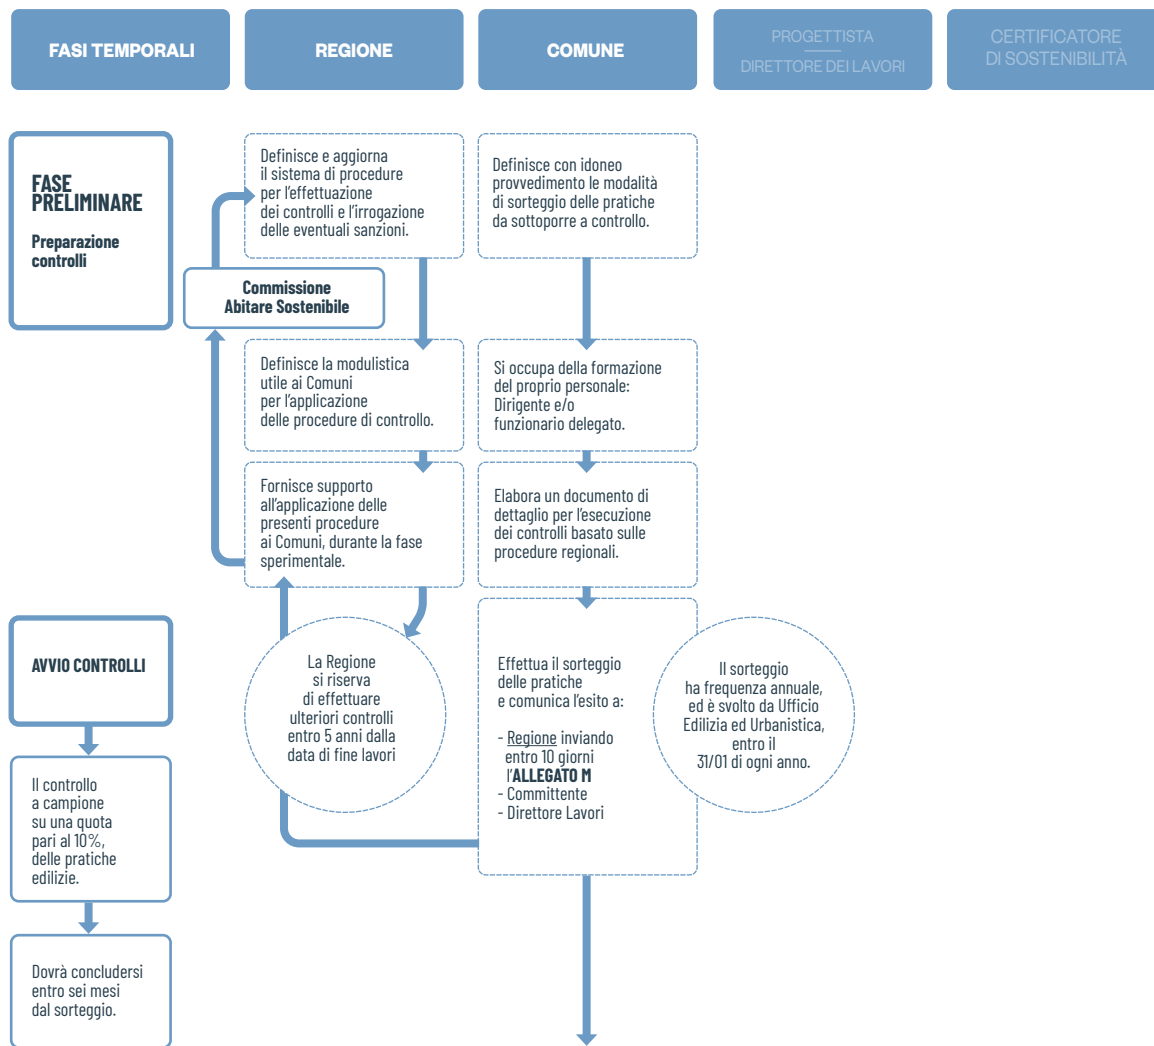 FASI TEMPORALI
REGIONE
COMUNE
PROGETTISTA
DIRETTORE DEI LAVORI
CERTIFICATORE
DI SOSTENIBILITÀ
FASE
PRELIMINARE
Preparazione
controlli
Definisce e aggiorna
il sistema di procedure
per l'effettuazione
dei controlli e l'irrogazione
delle eventuali sanzioni.
Definisce con idoneo
provvedimento le modalità
di sorteggio delle pratiche
da sottoporre a controllo.
Commissione
Abitare Sostenibile
Definisce la modulistica
utile ai Comuni
per l'applicazione
delle procedure di controllo.
Si occupa della formazione
del proprio personale:
Dirigente e/o
funzionario delegato.
Fornisce supporto
all'applicazione delle
presenti procedure
ai Comuni, durante la fase
sperimentale.
Elabora un documento di
dettaglio per l'esecuzione
dei controlli basato sulle
procedure regionali.
AVVIO CONTROLLI
La Regione
si riserva
di effettuare
ulteriori controlli
entro 5 anni dalla
data di fine lavori
Effettua il sorteggio
delle pratiche
e comunica l'esito a:
- Regione inviando
entro 10 giorni
l'ALLEGATO M
- Committente
- Direttore Lavori
Il sorteggio
ha frequenza annuale,
ed è svolto da Ufficio
Edilizia ed Urbanistica,
entro il
31/01 di ogni anno.
Il controllo
a campione
su una quota
pari al 10%,
delle pratiche
edilizie.
Dovrà concludersi
entro sei mesi
dal sorteggio.